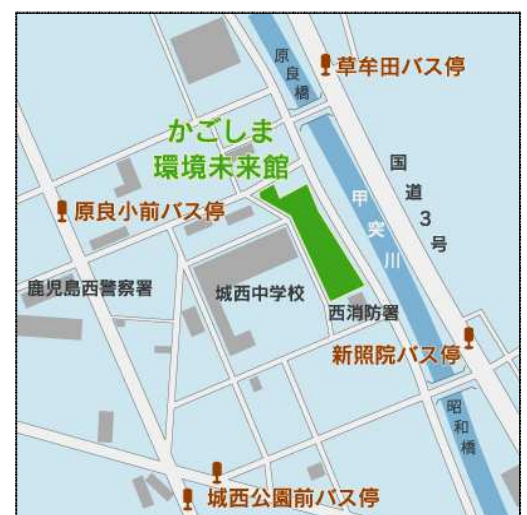 原良橋
草牟田バス停
かごしま
環境未来館
国道3号
甲突川
原良小前バス停
鹿児島西警察署
城西中学校
西消防署
新照院バス停
昭和橋
城西公園前バス停